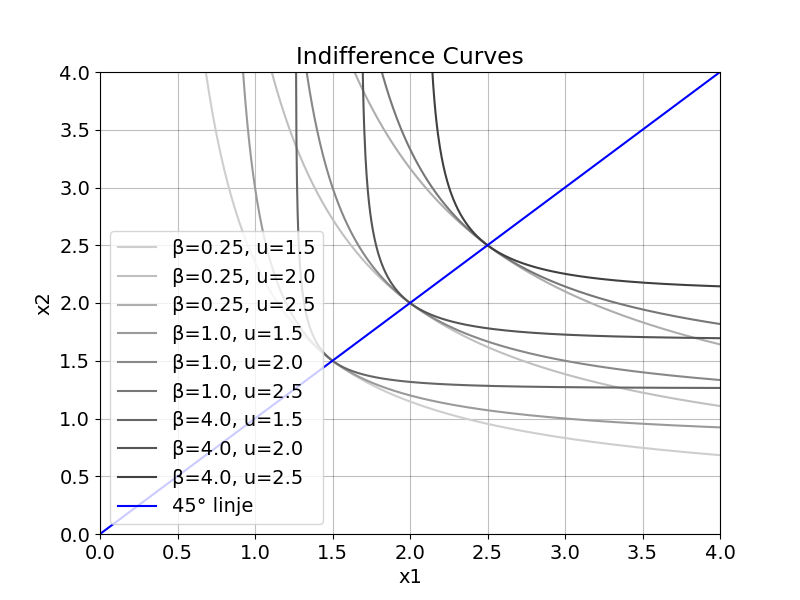 Indifference Curves
4.0
3.5
3.0
2.5
2.0
1.5
1.0
0.5
0.0
x2
β=0.25, u=1.5
β=0.25, u=2.0
β=0.25, u=2.5
β=1.0, u=1.5
β=1.0, u=2.0
β=1.0, u=2.5
β=4.0, u=1.5
β=4.0, u=2.0
β=4.0, u=2.5
45° linje
0.0 0.5 1.0 1.5 2.0 2.5 3.0 3.5 4.0
x1